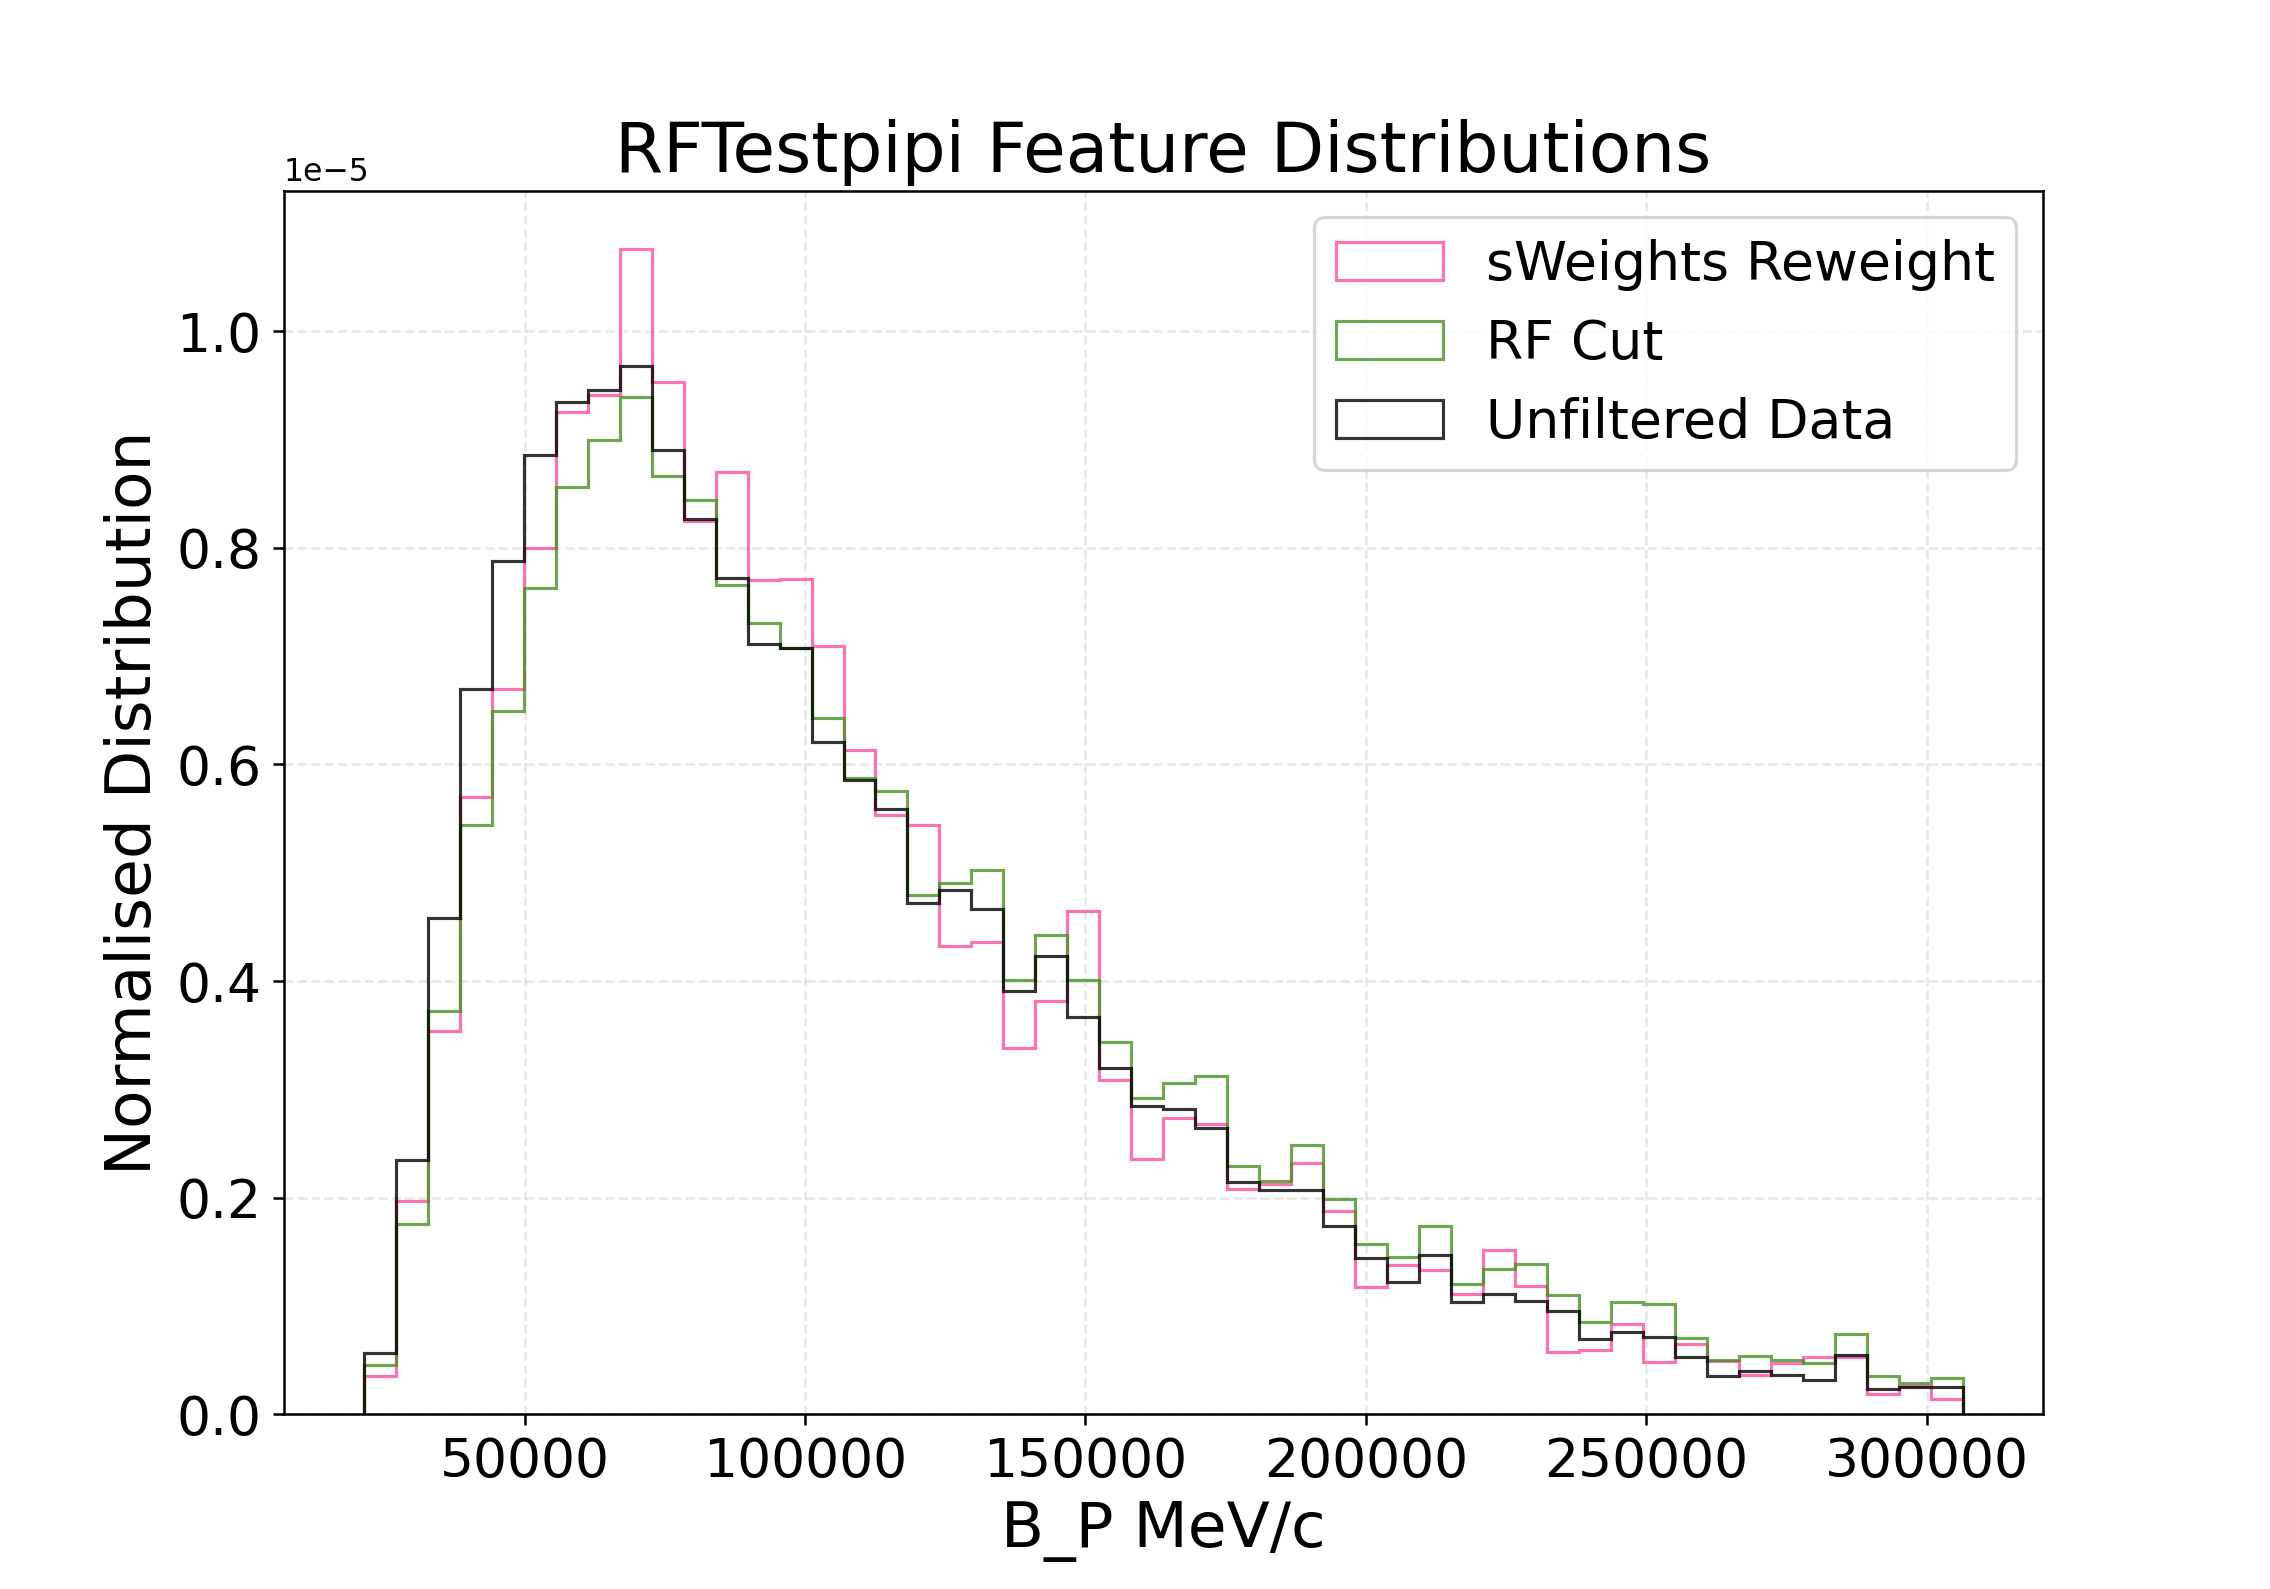 RFTestpipi Feature Distributions
1e−5
sWeights Reweight
RF Cut
Unfiltered Data
Normalised Distribution
1.0
0.8
0.6
0.4
0.2
0.0
50000 100000 150000 200000 250000 300000
B_P MeV/c